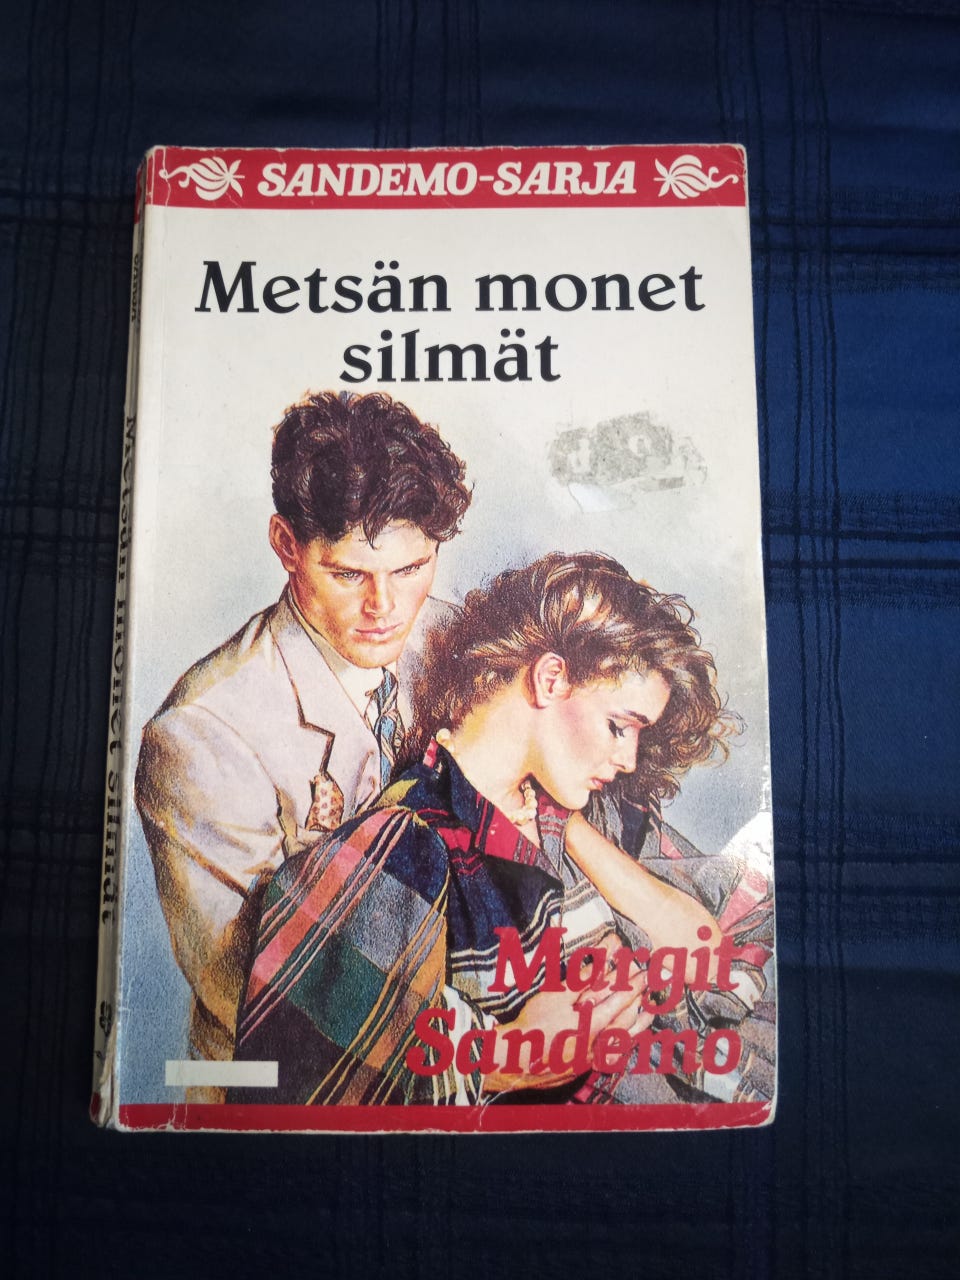 SANDEMO-SARJA
Metsän monet
silmät
Margit
Sandemo
Metsän monet silmät